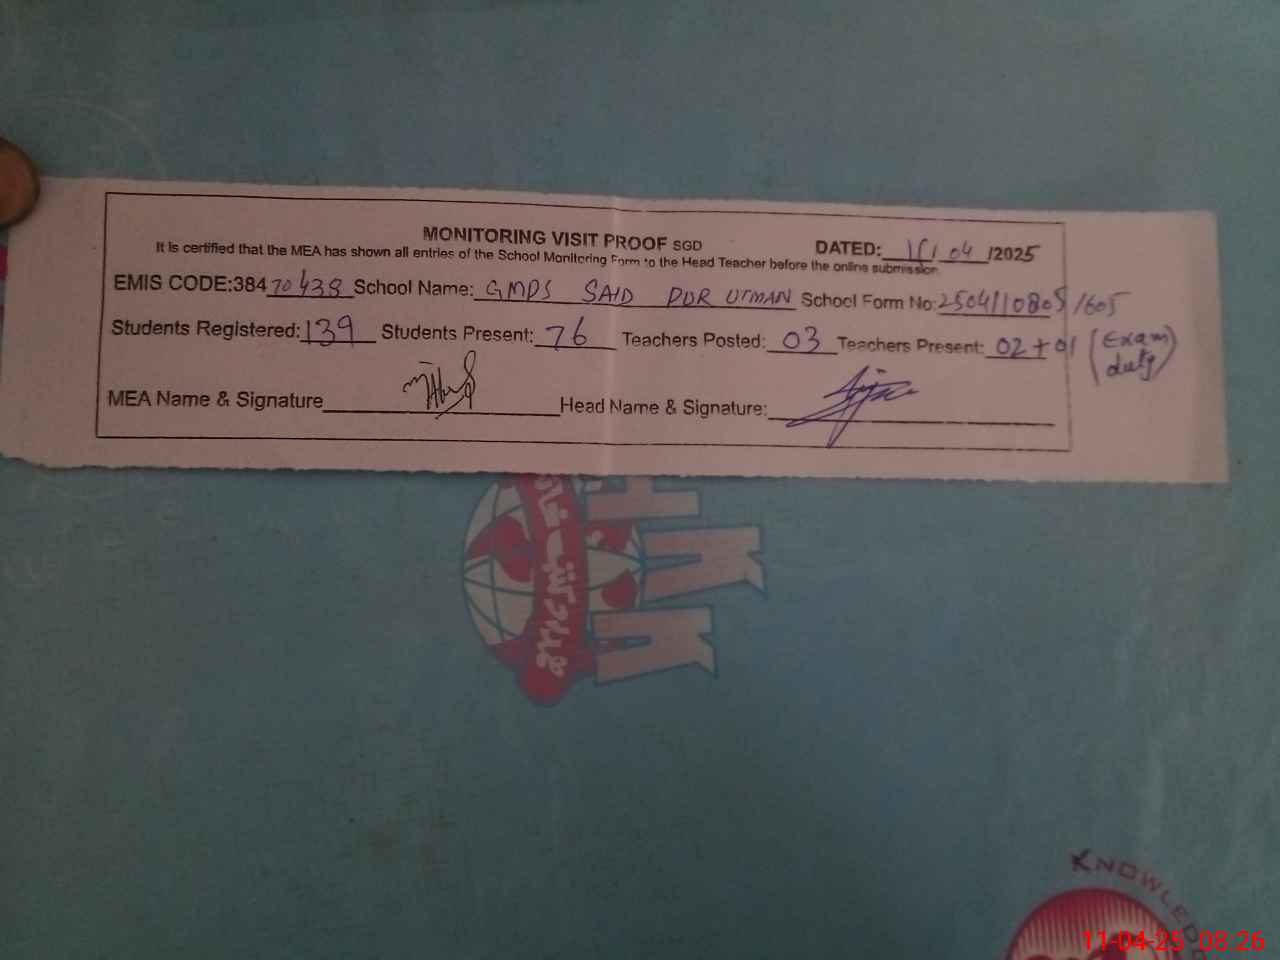 MONITORING VISIT PROOF SGD DATED: 11/04/2025
It is certified that the MEA has shown all entries of the School Monitoring Form to the Head Teacher before the online submission.
EMIS CODE:38470438 School Name: GMPS SAID PUR UTMAN School Form No:2504110805/1605
Students Registered: 139 Students Present: 76 Teachers Posted: 03 Teachers Present: 02+01 (Exam duty)
MEA Name & Signature Head Name & Signature:
KNOWLED
11-04-25 08:26